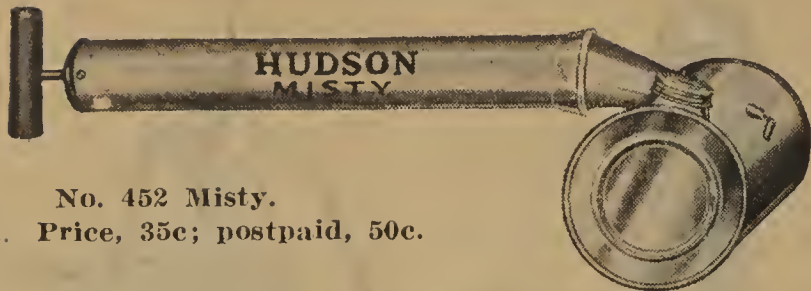 HUDSON
MISTY
No. 452 Misty.
Price, 35c; postpaid, 50c.